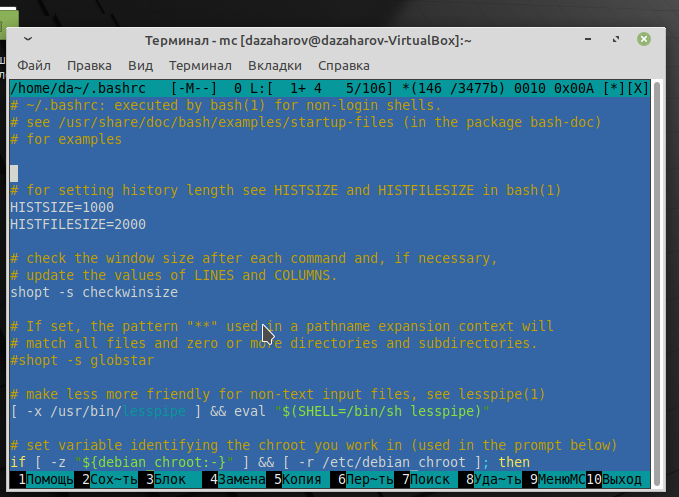 Терминал - mc [dazaharov@dazaharov-VirtualBox]:~
Файл Правка Вид Терминал Вкладки Справка
/home/da~/.bashrc [-M--] 0 L:[ 1+ 4 5/106] *(146 /3477b) 0010 0x00A [*][X]
# ~/.bashrc: executed by bash(1) for non-login shells.
# see /usr/share/doc/bash/examples/startup-files (in the package bash-doc)
# for examples
# for setting history length see HISTSIZE and HISTFILESIZE in bash(1)
HISTSIZE=1000
HISTFILESIZE=2000
# check the window size after each command and, if necessary,
# update the values of LINES and COLUMNS.
shopt -s checkwinsize
# If set, the pattern "**" used in a pathname expansion context will
# match all files and zero or more directories and subdirectories.
#shopt -s globstar
# make less more friendly for non-text input files, see lesspipe(1)
[ -x /usr/bin/lesspipe ] && eval "$(SHELL=/bin/sh lesspipe)"
# set variable identifying the chroot you work in (used in the prompt below)
if [ -z "${debian_chroot:-}" ] && [ -r /etc/debian_chroot ]; then
1Помощь 2Сох~ть 3Блок 4Замена 5Копия 6Пер~ть 7Поиск 8Уда~ть 9МенюМС 10Выход